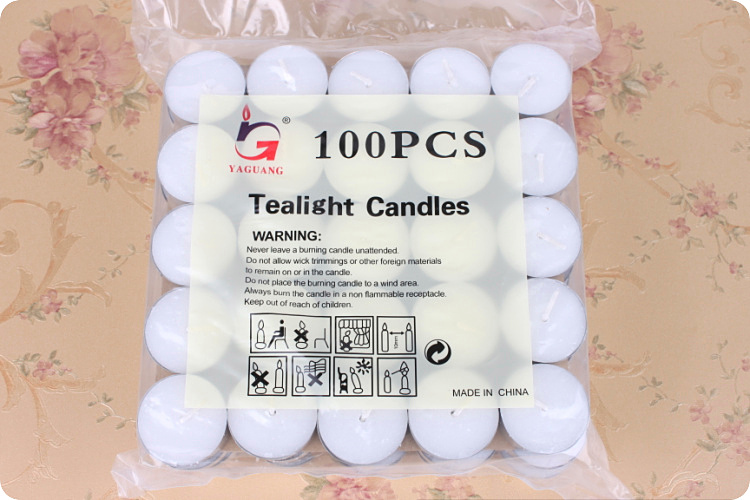 ®
100PCS
YAGUANG
Tealight Candles
WARNING:
Never leave a burning candle unattended.
Do not allow wick trimmings or other foreign materials
to remain on or in the candle.
Do not place the burning candle to a wind area.
Always burn the candle in a non flammable receptacle.
Keep out of reach of children.
10cm
MADE IN CHINA